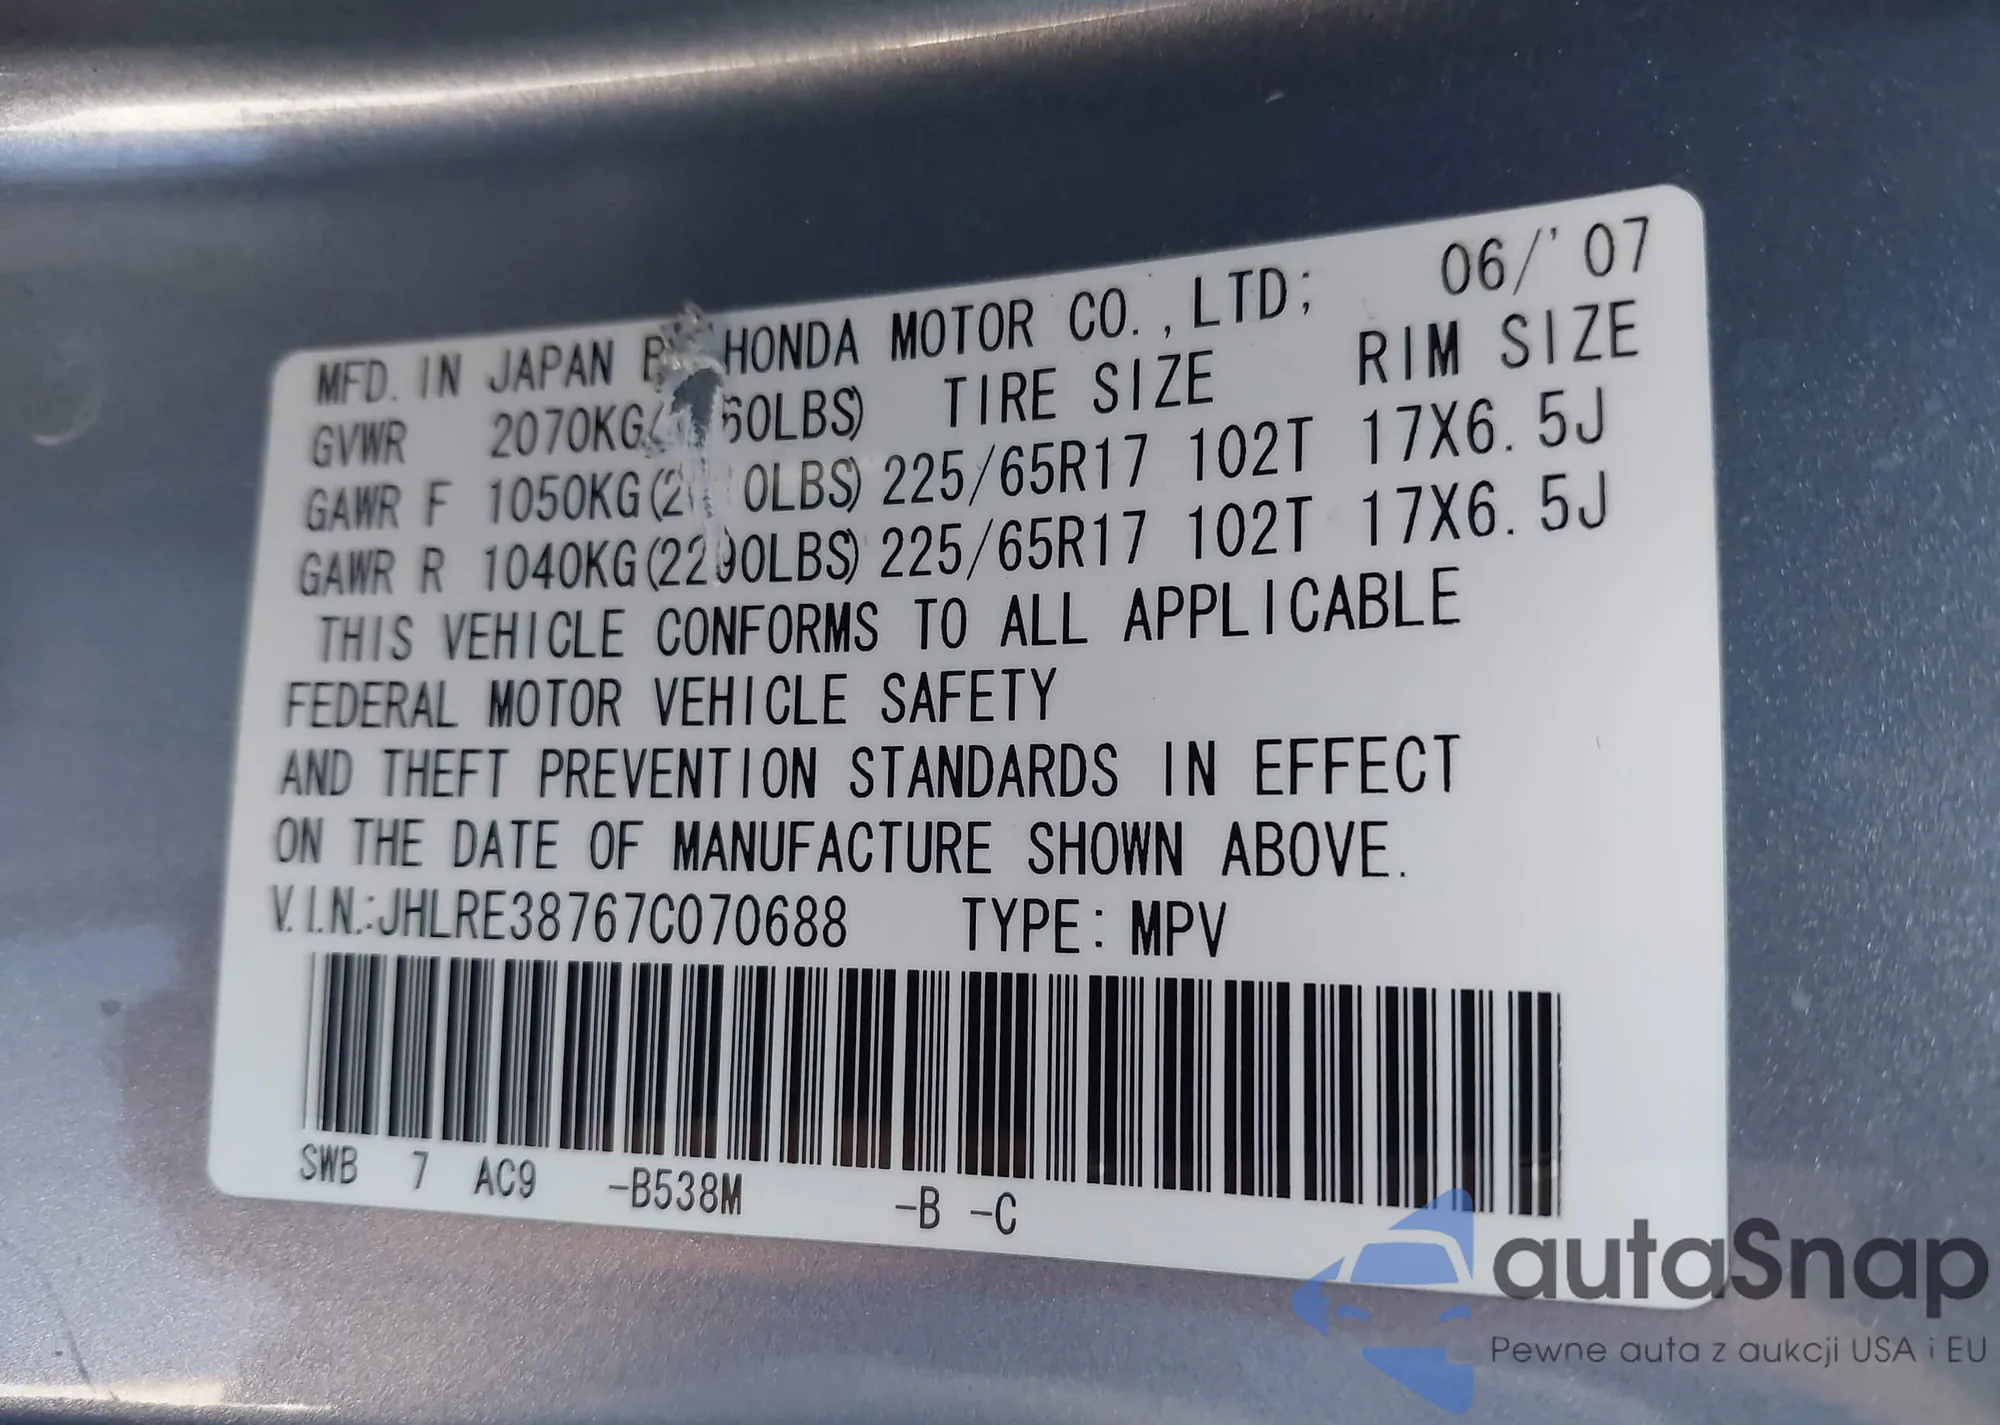 MFD. IN JAPAN BY HONDA MOTOR CO., LTD; 06/'07
GVWR 2070KG( 60LBS) TIRE SIZE RIM SIZE
GAWR F 1050KG(2 0LBS) 225/65R17 102T 17X6.5J
GAWR R 1040KG(2290LBS) 225/65R17 102T 17X6.5J
THIS VEHICLE CONFORMS TO ALL APPLICABLE
FEDERAL MOTOR VEHICLE SAFETY
AND THEFT PREVENTION STANDARDS IN EFFECT
ON THE DATE OF MANUFACTURE SHOWN ABOVE.
V.I.N.:JHLRE38767C070688 TYPE: MPV
SWB 7 AC9 -B538M -B -C
autaSnap
Pewne auta z aukcji USA i EU